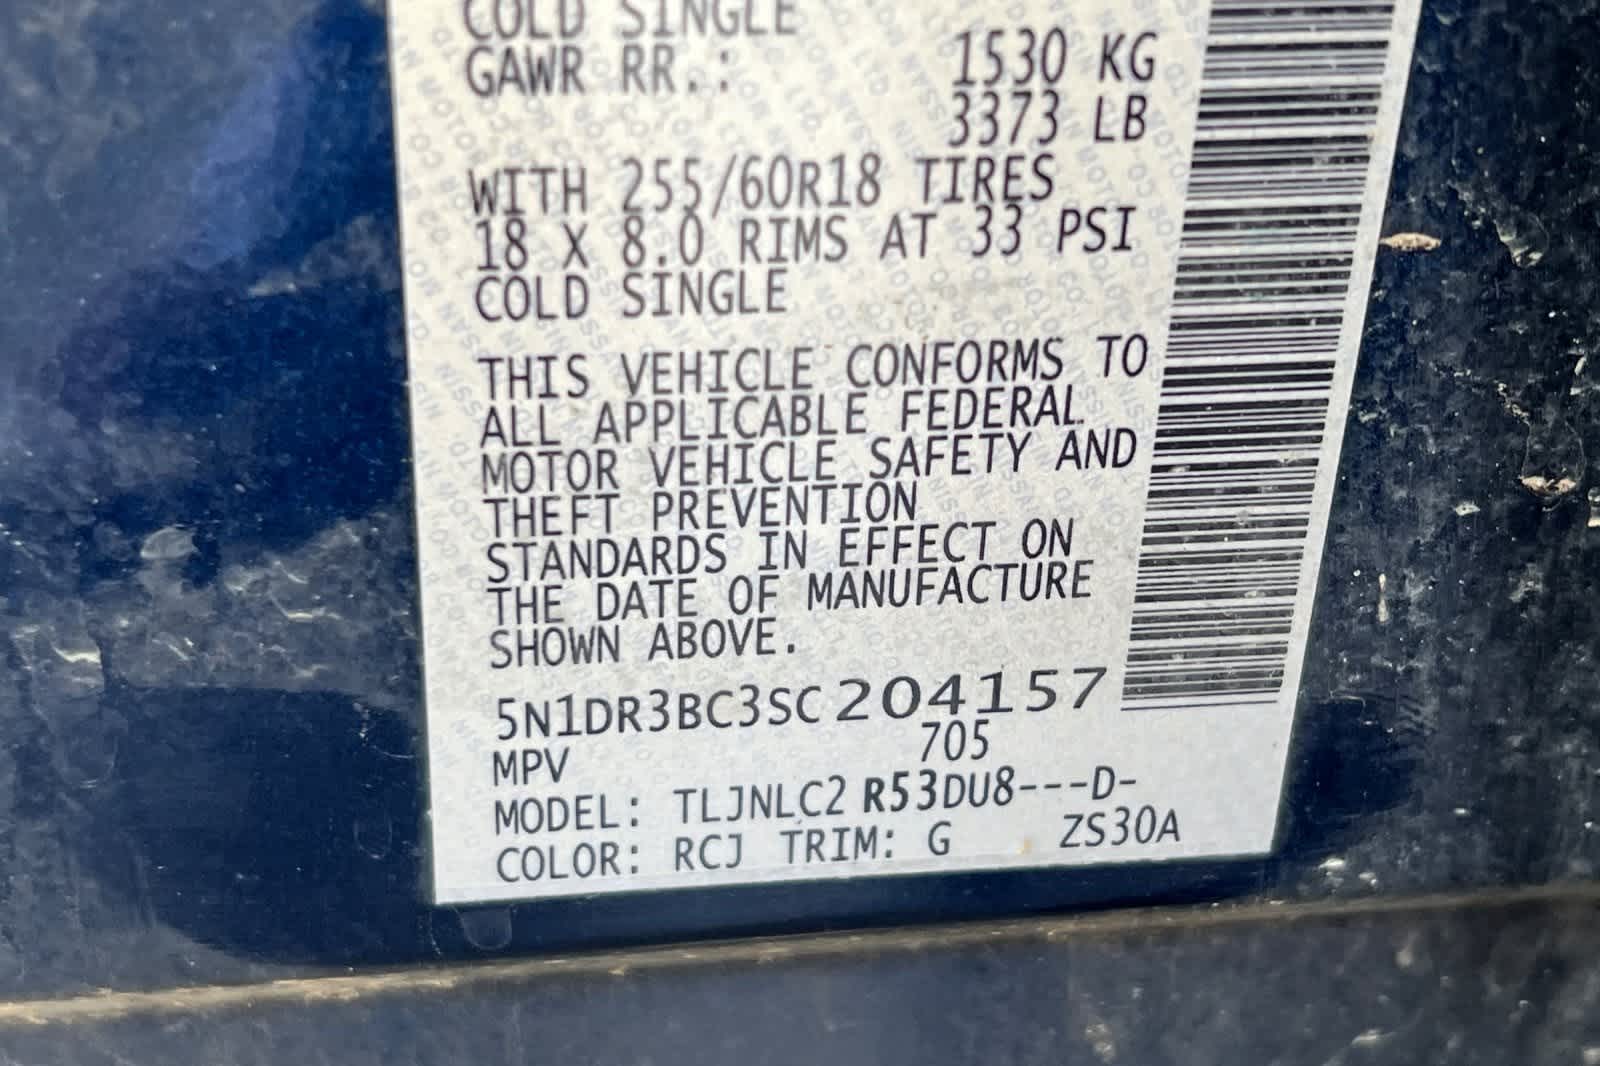 COLD SINGLE
GAWR RR.: 1530 KG
3373 LB
WITH 255/60R18 TIRES
18 X 8.0 RIMS AT 33 PSI
COLD SINGLE
THIS VEHICLE CONFORMS TO
ALL APPLICABLE FEDERAL
MOTOR VEHICLE SAFETY AND
THEFT PREVENTION
STANDARDS IN EFFECT ON
THE DATE OF MANUFACTURE
SHOWN ABOVE.
5N1DR3BC3SC204157
MPV 705
MODEL: TLJNLC2 R53DU8---D-
COLOR: RCJ TRIM: G ZS30A